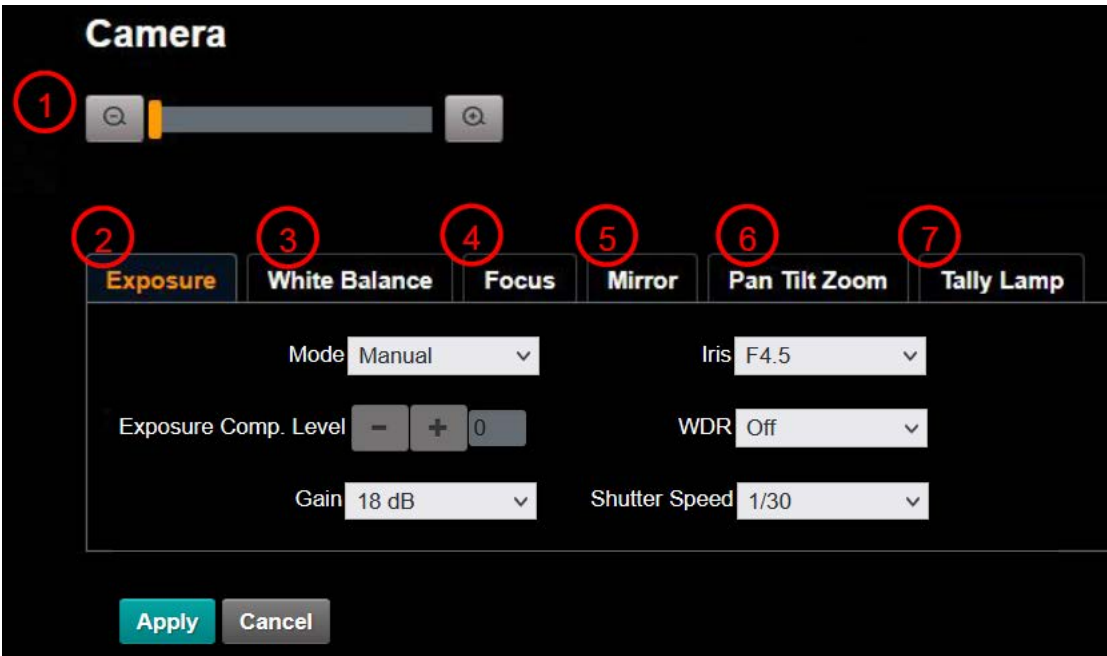 Camera
1
2 3 4 5 6 7
Exposure White Balance Focus Mirror Pan Tilt Zoom Tally Lamp
Mode Manual Iris F4.5
Exposure Comp. Level - + 0 WDR Off
Gain 18 dB Shutter Speed 1/30
Apply Cancel